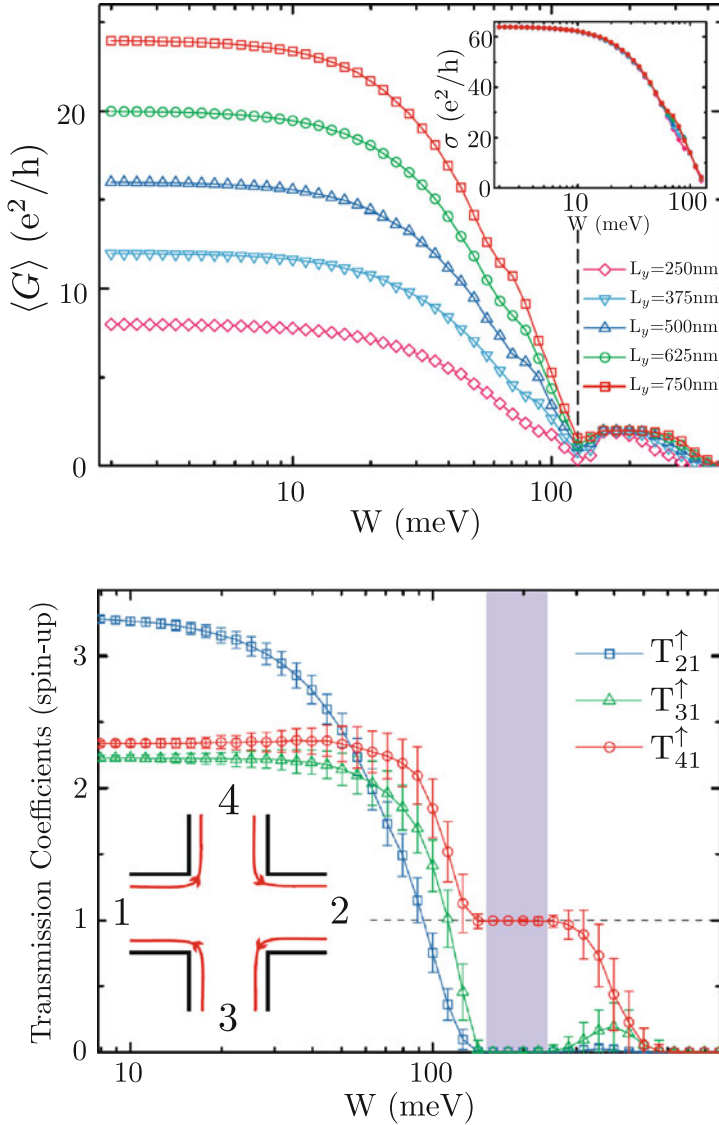 ⟨G⟩ (e²/h)
20
10
0
10
100
W (meV)
σ (e²/h)
60
40
20
0
10
100
W (meV)
L_y=250nm
L_y=375nm
L_y=500nm
L_y=625nm
L_y=750nm
Transmission Coefficients (spin-up)
3
2
1
0
10
100
W (meV)
T↑21
T↑31
T↑41
4
1
2
3